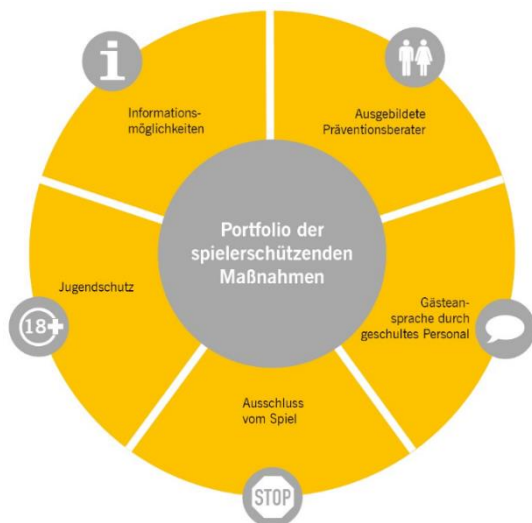 i
Informations-
möglichkeiten
Ausgebildete
Präventionsberater
Portfolio der
spielerschützenden
Maßnahmen
Jugendschutz
18+
Gästean-
sprache durch
geschultes Personal
Ausschluss
vom Spiel
STOP